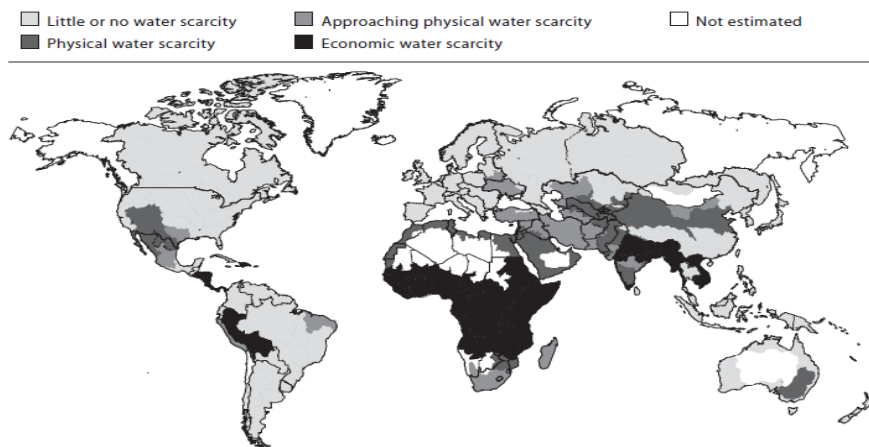 Little or no water scarcity Approaching physical water scarcity Not estimated
Physical water scarcity Economic water scarcity